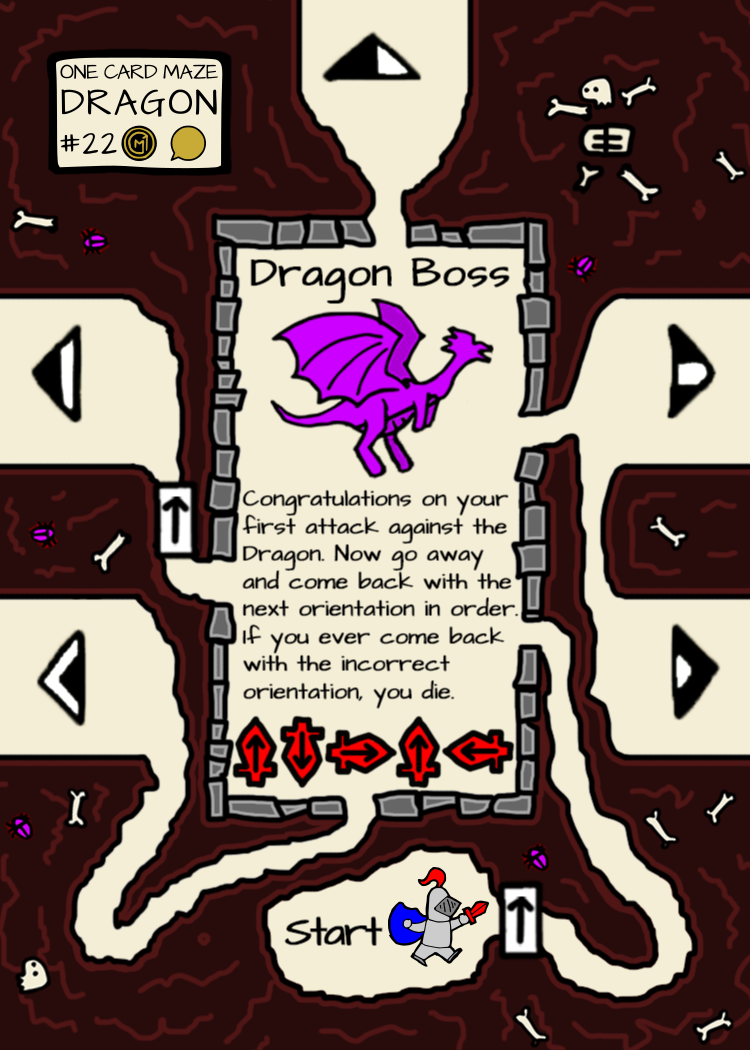 ONE CARD MAZE
DRAGON
#22
Dragon Boss
Congratulations on your
first attack against the
Dragon. Now go away
and come back with the
next orientation in order.
If you ever come back
with the incorrect
orientation, you die.
Start